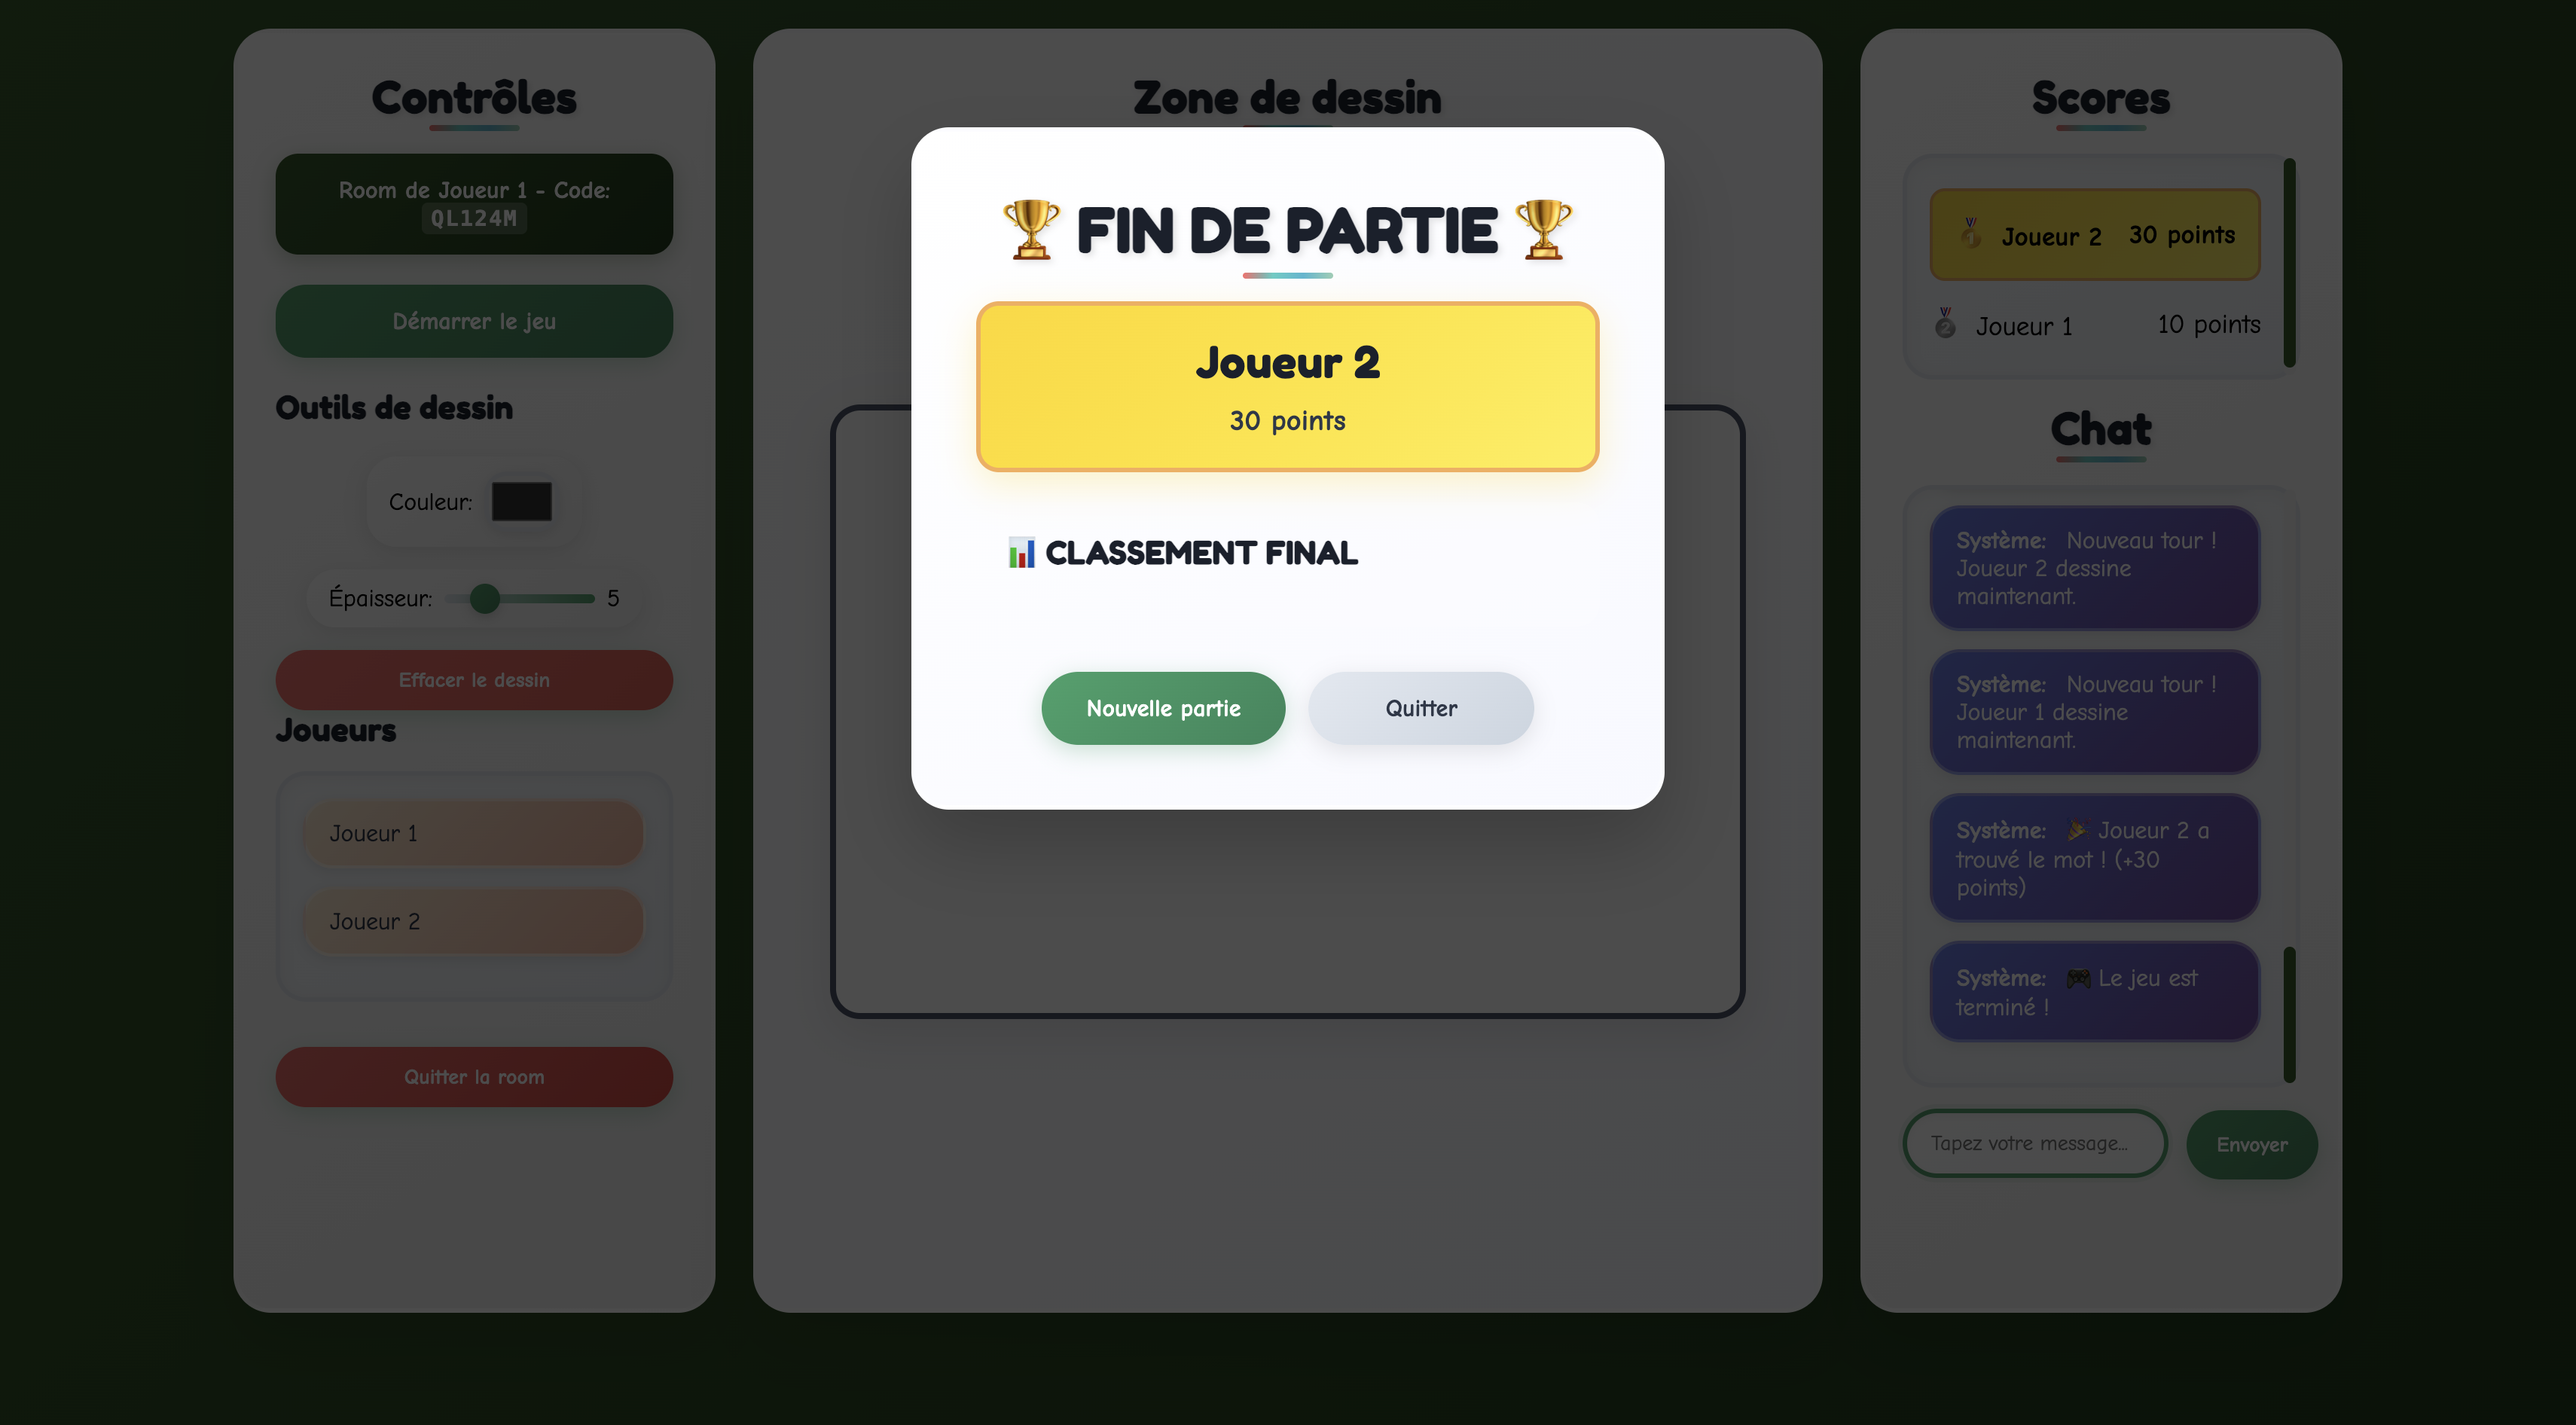 Contrôles
Room de Joueur 1 - Code:
QL124M
Démarrer le jeu
Outils de dessin
Couleur:
Épaisseur: 5
Effacer le dessin
Joueurs
Joueur 1
Joueur 2
Quitter la room
Zone de dessin
🏆 FIN DE PARTIE 🏆
Joueur 2
30 points
📊 CLASSEMENT FINAL
Nouvelle partie
Quitter
Scores
🥇 Joueur 2 30 points
🥈 Joueur 1 10 points
Chat
Système: Nouveau tour !
Joueur 2 dessine
maintenant.
Système: Nouveau tour !
Joueur 1 dessine
maintenant.
Système: 🎉 Joueur 2 a
trouvé le mot ! (+30
points)
Système: 🎮 Le jeu est
terminé !
Tapez votre message...
Envoyer